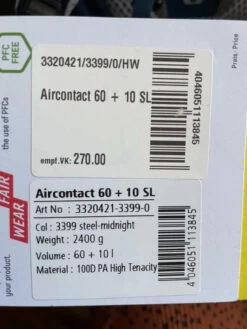 PFC
FREE
the use of PFCs
3320421/3399/0/HW
Aircontact 60 + 10 SL
empf.VK: 270.00
4046051113845
Preis. Price
FAIR
WEAR
your product.
Aircontact 60 + 10 SL
Art No : 3320421-3399-0
Col : 3399 steel-midnight
Weight : 2400 g
Volume : 60 + 10 l
Material : 100D PA High Tenacity
4 046051 113845